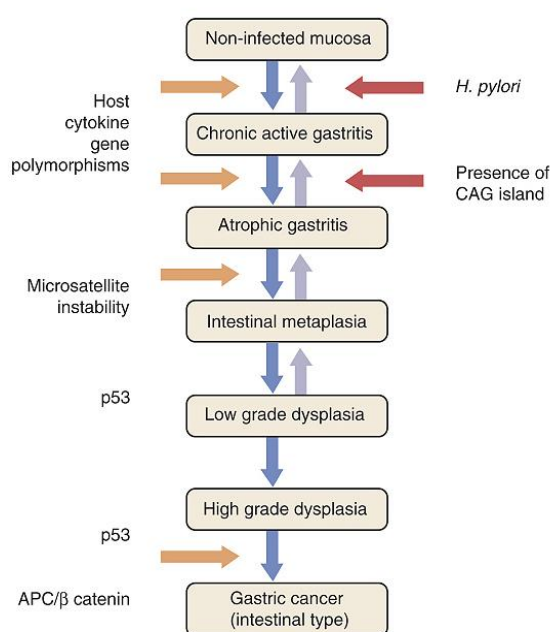 Non-infected mucosa
Host
cytokine
gene
polymorphisms
H. pylori
Chronic active gastritis
Presence of
CAG island
Atrophic gastritis
Microsatellite
instability
Intestinal metaplasia
p53
Low grade dysplasia
High grade dysplasia
p53
APC/β catenin
Gastric cancer
(intestinal type)